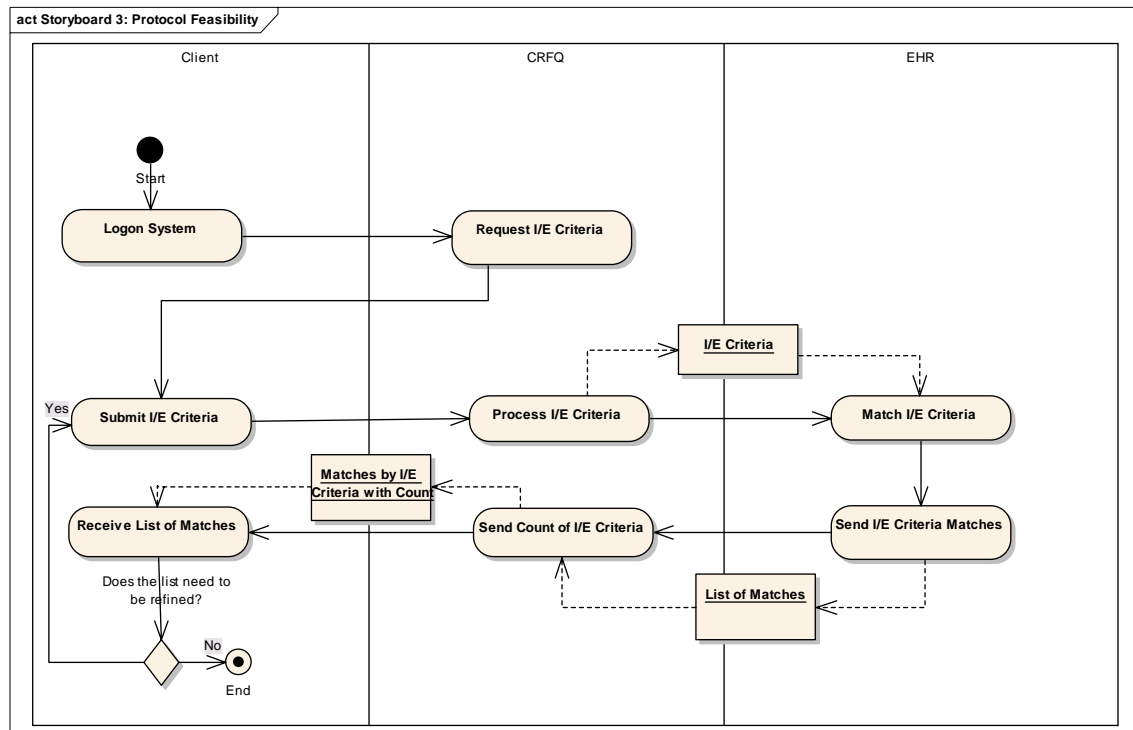 act Storyboard 3: Protocol Feasibility
Client
CRFQ
EHR
Start
Logon System
Request I/E Criteria
I/E Criteria
Yes
Submit I/E Criteria
Process I/E Criteria
Match I/E Criteria
Matches by I/E
Criteria with Count
Receive List of Matches
Send Count of I/E Criteria
Send I/E Criteria Matches
Does the list need to
be refined?
List of Matches
No
End